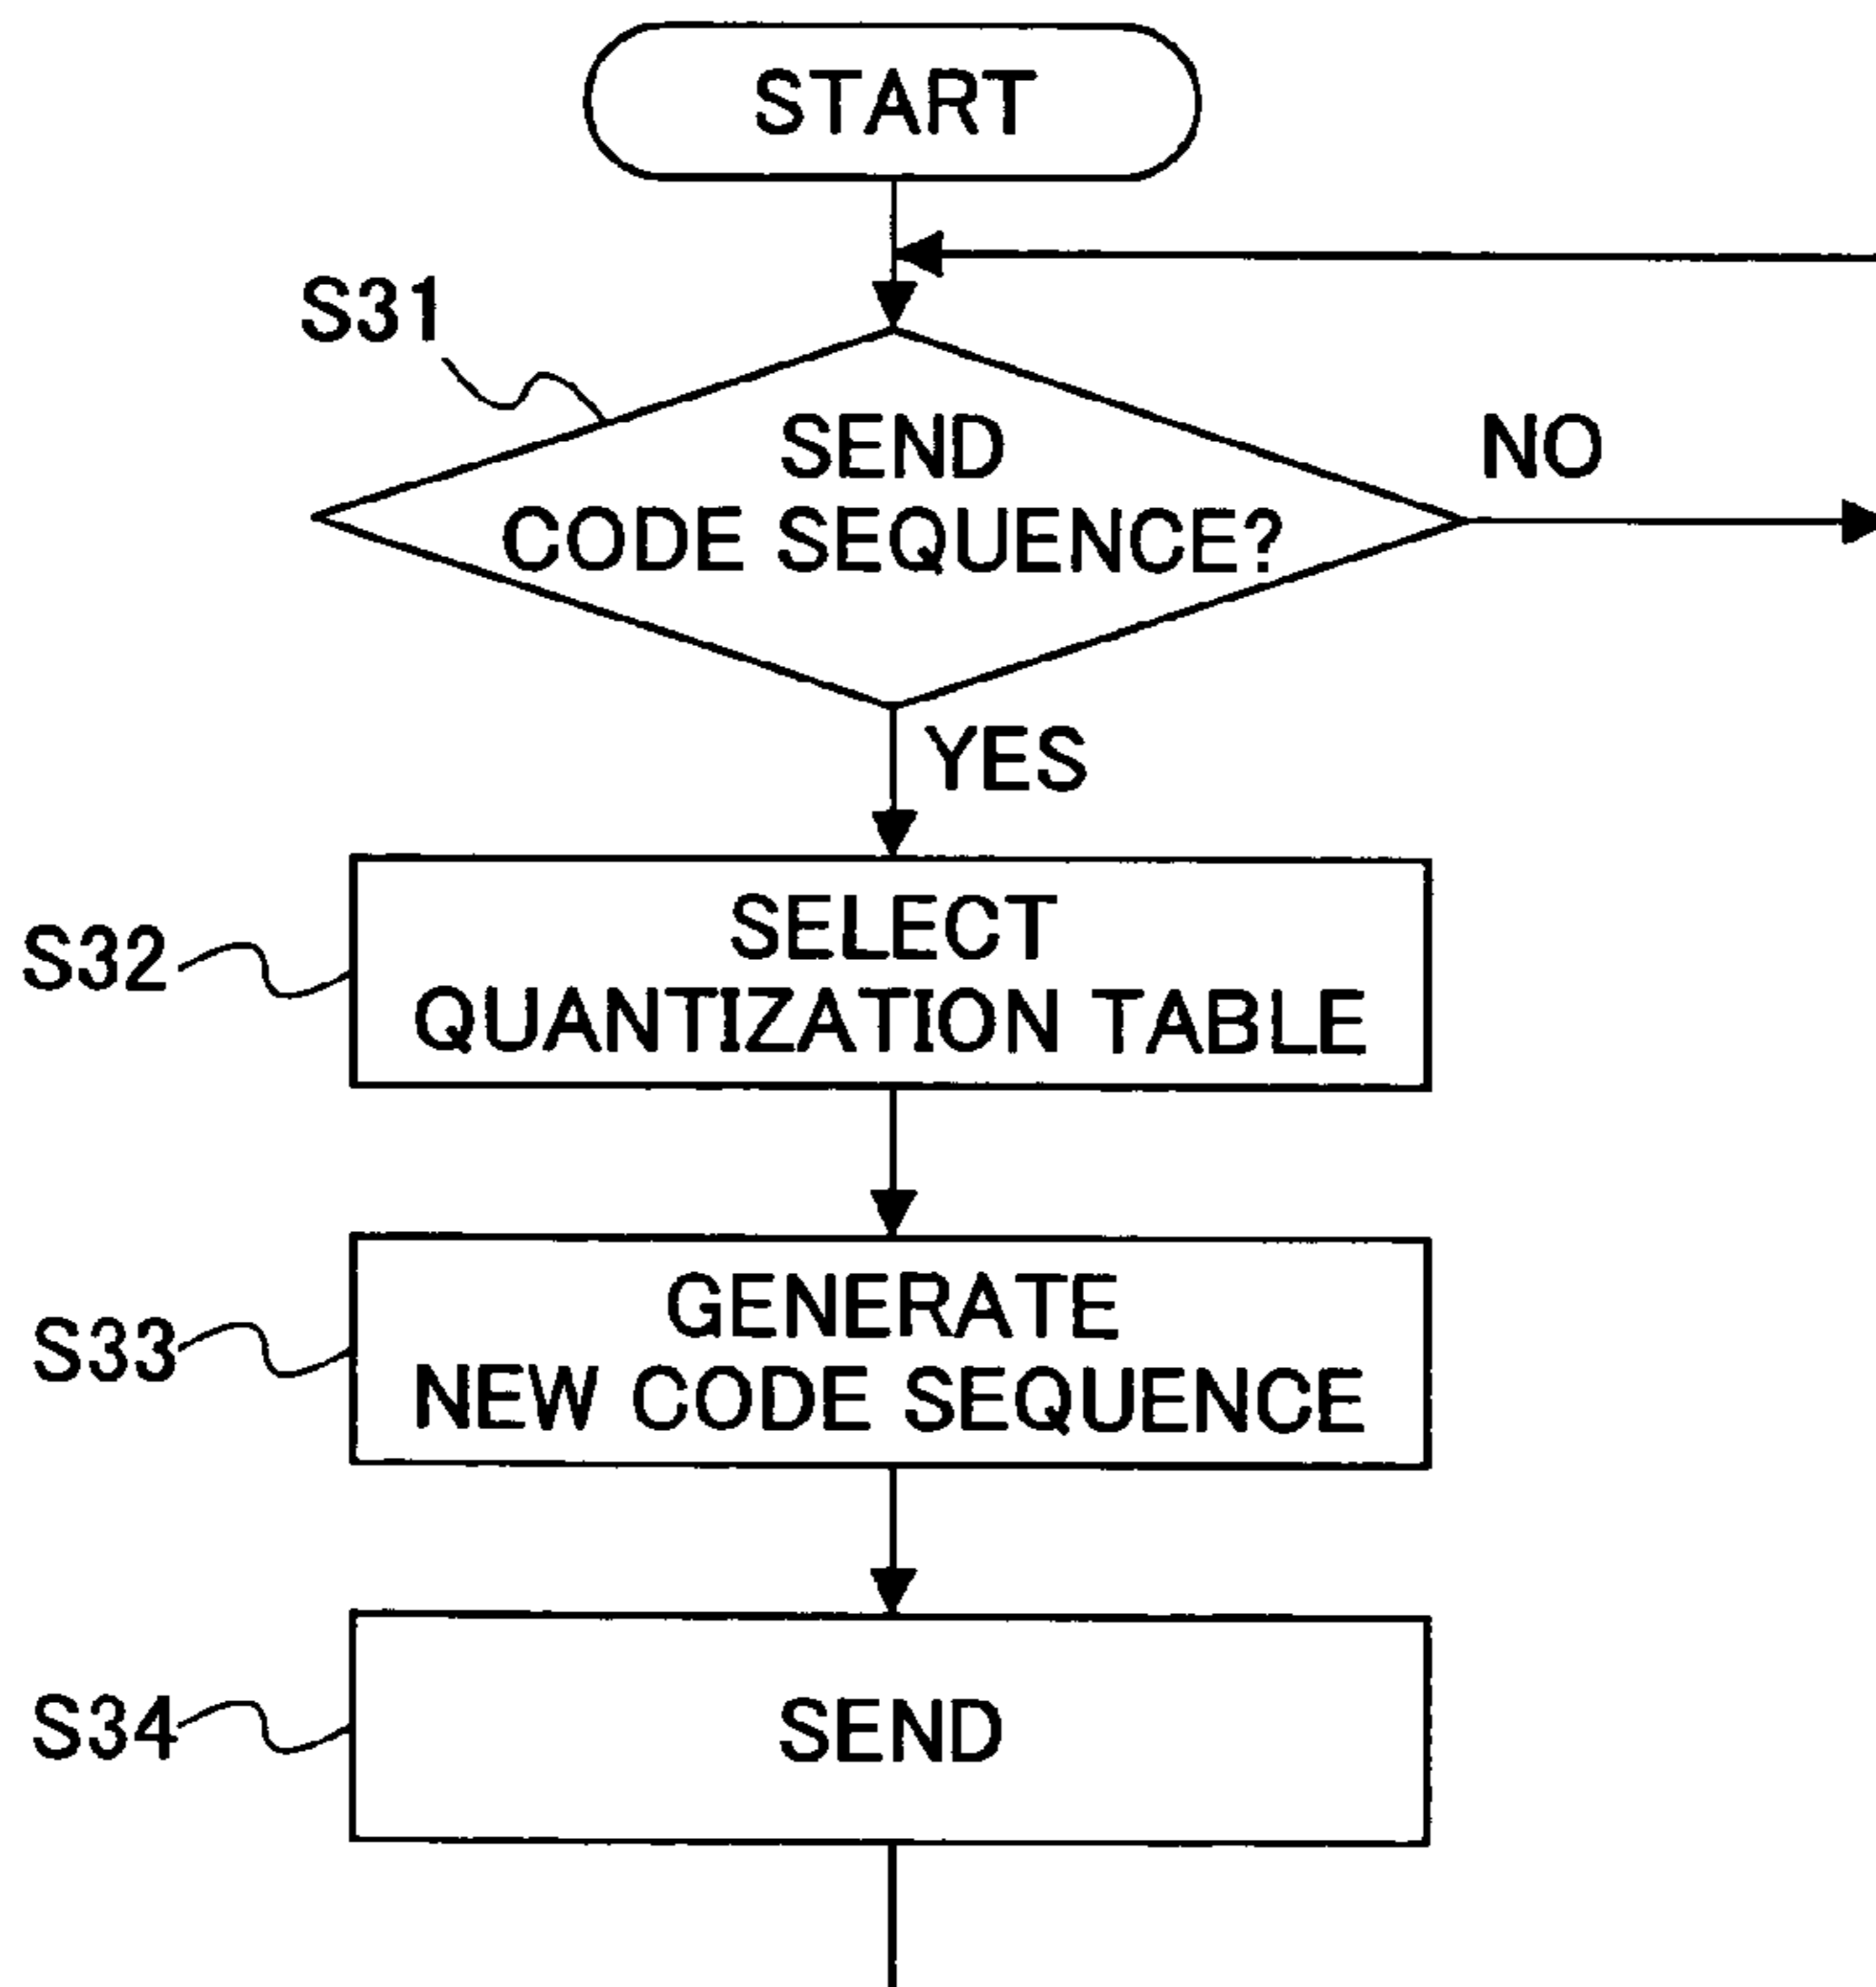 START
S31
SEND
CODE SEQUENCE?
NO
YES
S32
SELECT
QUANTIZATION TABLE
S33
GENERATE
NEW CODE SEQUENCE
S34
SEND